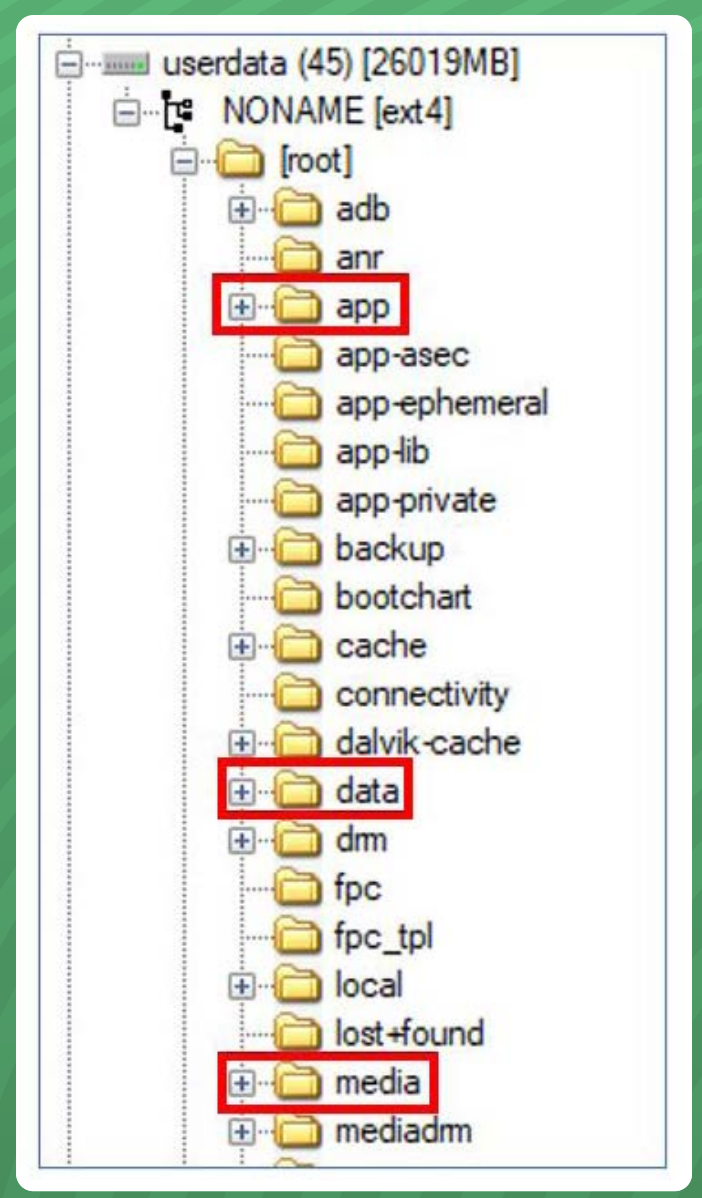 userdata (45) [26019MB]
NONAME [ext4]
[root]
adb
anr
app
app-asec
app-ephemeral
app-lib
app-private
backup
bootchart
cache
connectivity
dalvik-cache
data
drm
fpc
fpc_tpl
local
lost+found
media
mediadrm